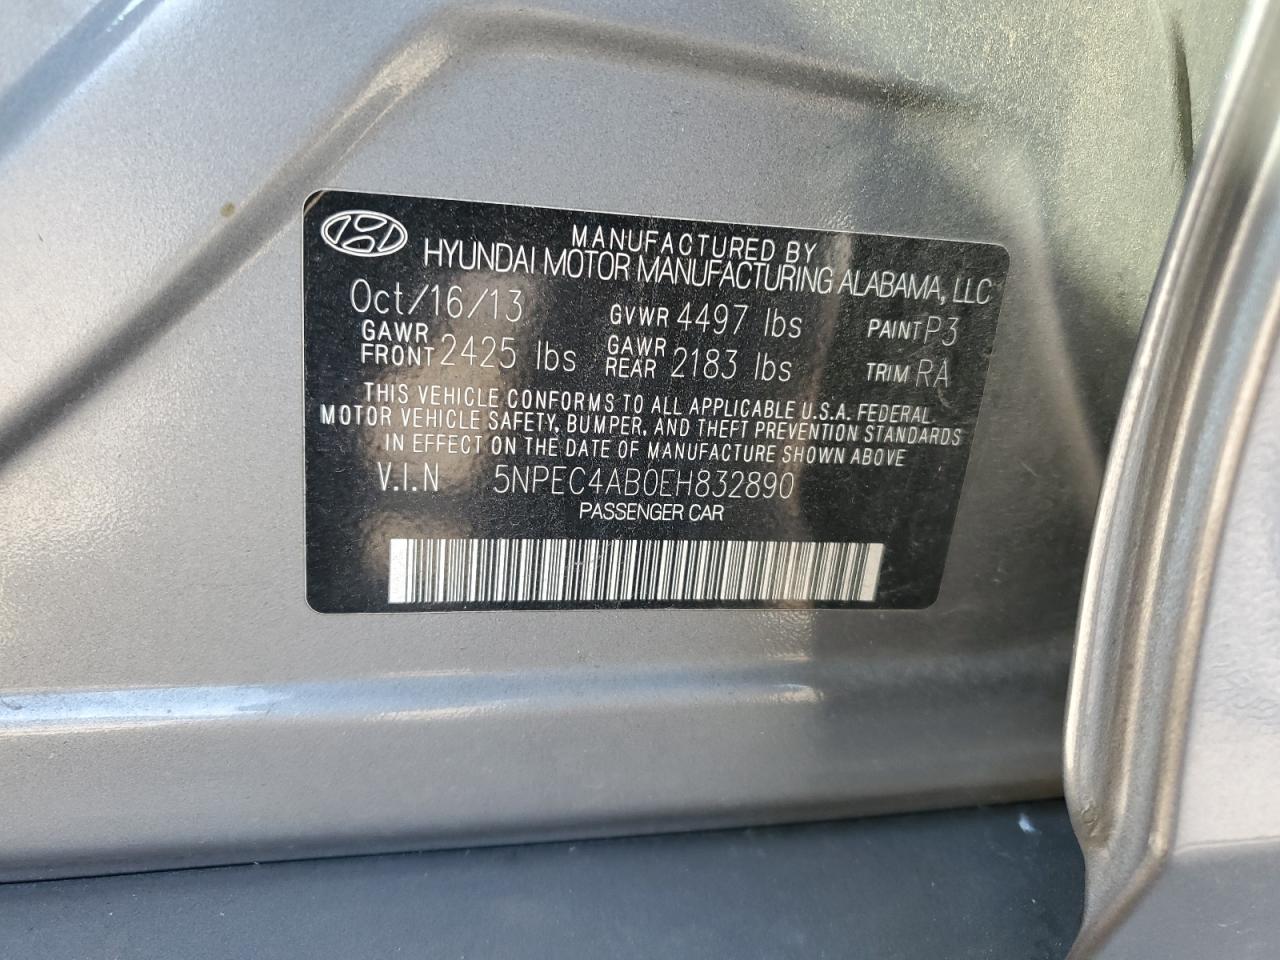 MANUFACTURED BY
HYUNDAI MOTOR MANUFACTURING ALABAMA, LLC
Oct/16/13 GVWR 4497 lbs PAINT P3
GAWR FRONT 2425 lbs GAWR REAR 2183 lbs TRIM RA
THIS VEHICLE CONFORMS TO ALL APPLICABLE U.S.A. FEDERAL
MOTOR VEHICLE SAFETY, BUMPER, AND THEFT PREVENTION STANDARDS
IN EFFECT ON THE DATE OF MANUFACTURE SHOWN ABOVE
V.I.N 5NPEC4AB0EH832890
PASSENGER CAR